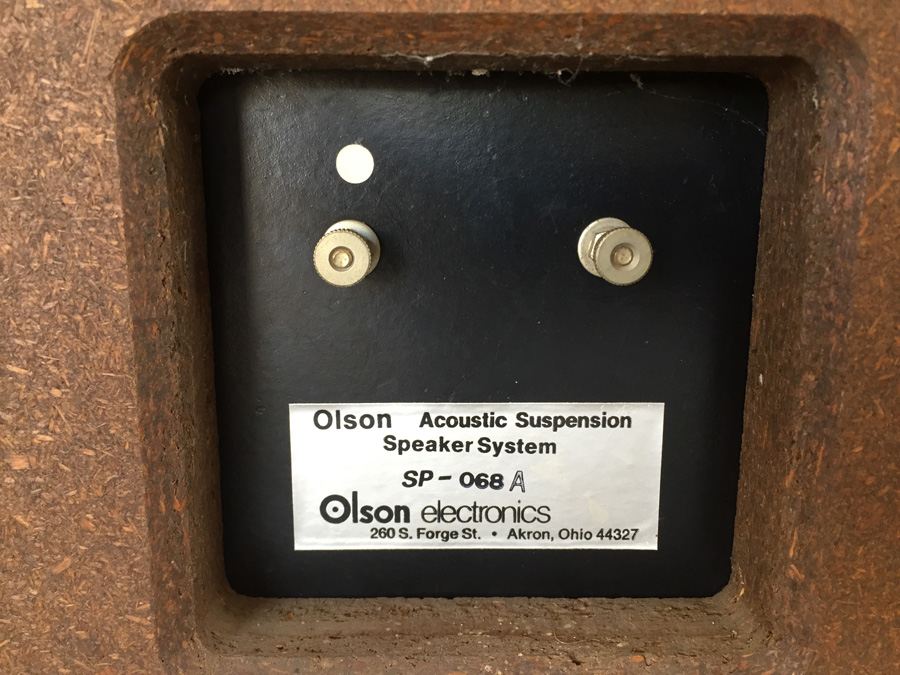 Olson Acoustic Suspension
Speaker System
SP-068 A
Olson electronics
260 S. Forge St. • Akron, Ohio 44327